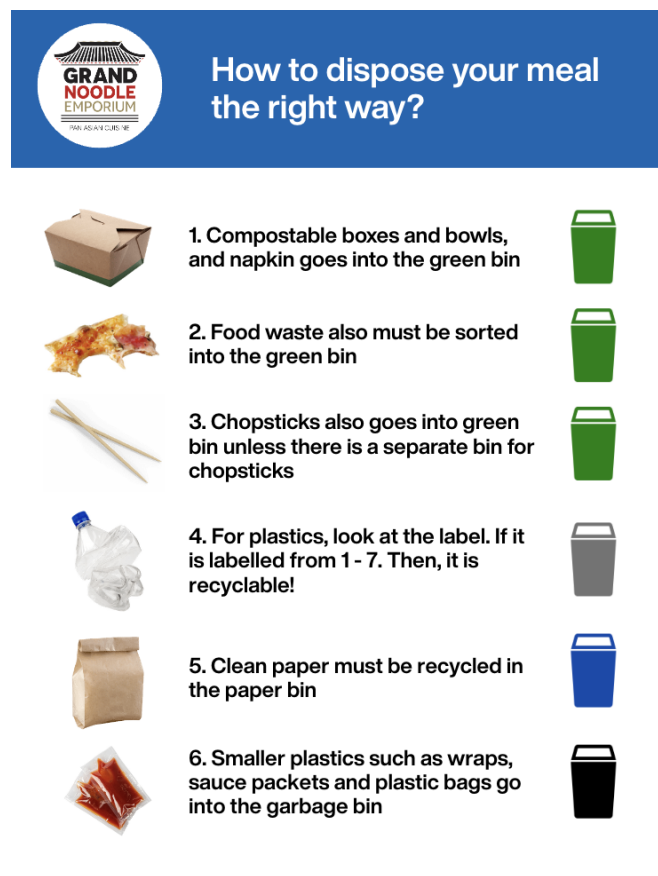 GRAND
NOODLE
EMPORIUM
PAN ASIAN CUISINE
How to dispose your meal
the right way?
1. Compostable boxes and bowls,
and napkin goes into the green bin
2. Food waste also must be sorted
into the green bin
3. Chopsticks also goes into green
bin unless there is a separate bin for
chopsticks
4. For plastics, look at the label. If it
is labelled from 1 - 7. Then, it is
recyclable!
5. Clean paper must be recycled in
the paper bin
6. Smaller plastics such as wraps,
sauce packets and plastic bags go
into the garbage bin